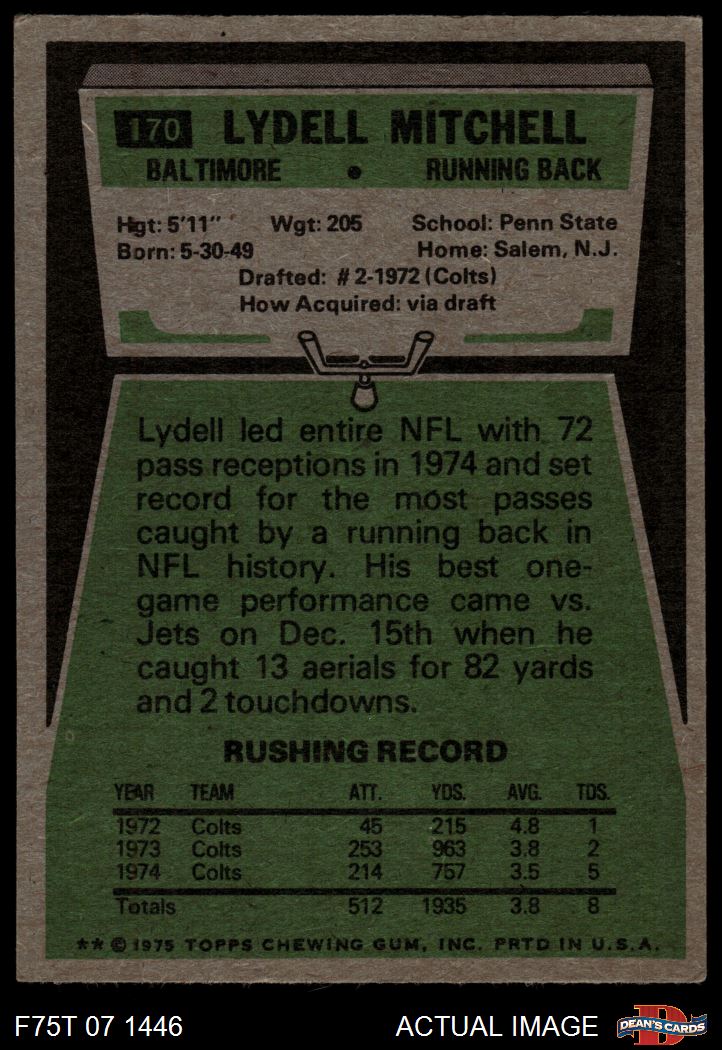 170 LYDELL MITCHELL
BALTIMORE • RUNNING BACK
Hgt: 5'11" Wgt: 205 School: Penn State
Born: 5-30-49 Home: Salem, N.J.
Drafted: #2-1972 (Colts)
How Acquired: via draft
Lydell led entire NFL with 72
pass receptions in 1974 and set
record for the most passes
caught by a running back in
NFL history. His best one-
game performance came vs.
Jets on Dec. 15th when he
caught 13 aerials for 82 yards
and 2 touchdowns.
RUSHING RECORD
YEAR TEAM ATT. YDS. AVG. TDS.
1972 Colts 45 215 4.8 1
1973 Colts 253 963 3.8 2
1974 Colts 214 757 3.5 5
Totals 512 1935 3.8 8
** © 1975 TOPPS CHEWING GUM, INC. PRTD IN U.S.A.
F75T 07 1446 ACTUAL IMAGE D DEAN'S CARDS